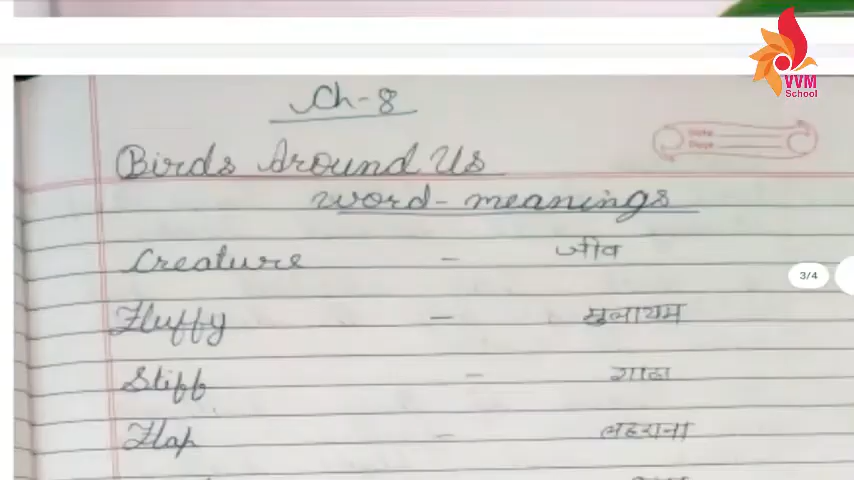 VVM
School
Ch-8
Birds Around Us
word-meanings
Creature - जीव
3/4
Fluffy - मुलायम
Stiff - गाढा
Flap - लहराना